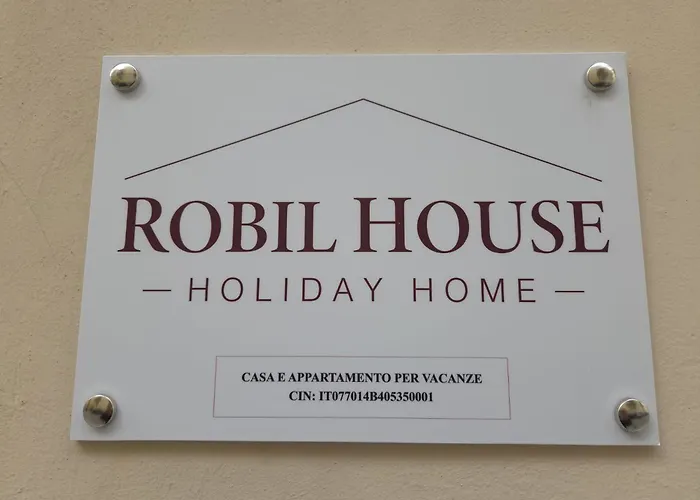 ROBIL HOUSE
— HOLIDAY HOME —
CASA E APPARTAMENTO PER VACANZE
CIN: IT077014B405350001